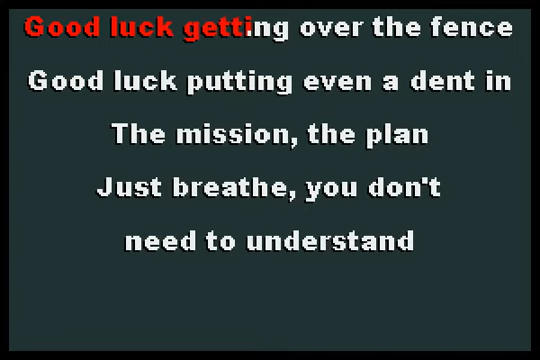 Good luck getting over the fence
Good luck putting even a dent in
The mission, the plan
Just breathe, you don't
need to understand